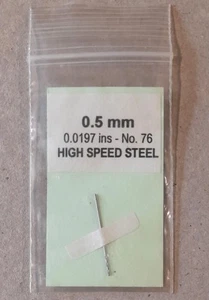 0.5 mm
0.0197 ins - No. 76
HIGH SPEED STEEL